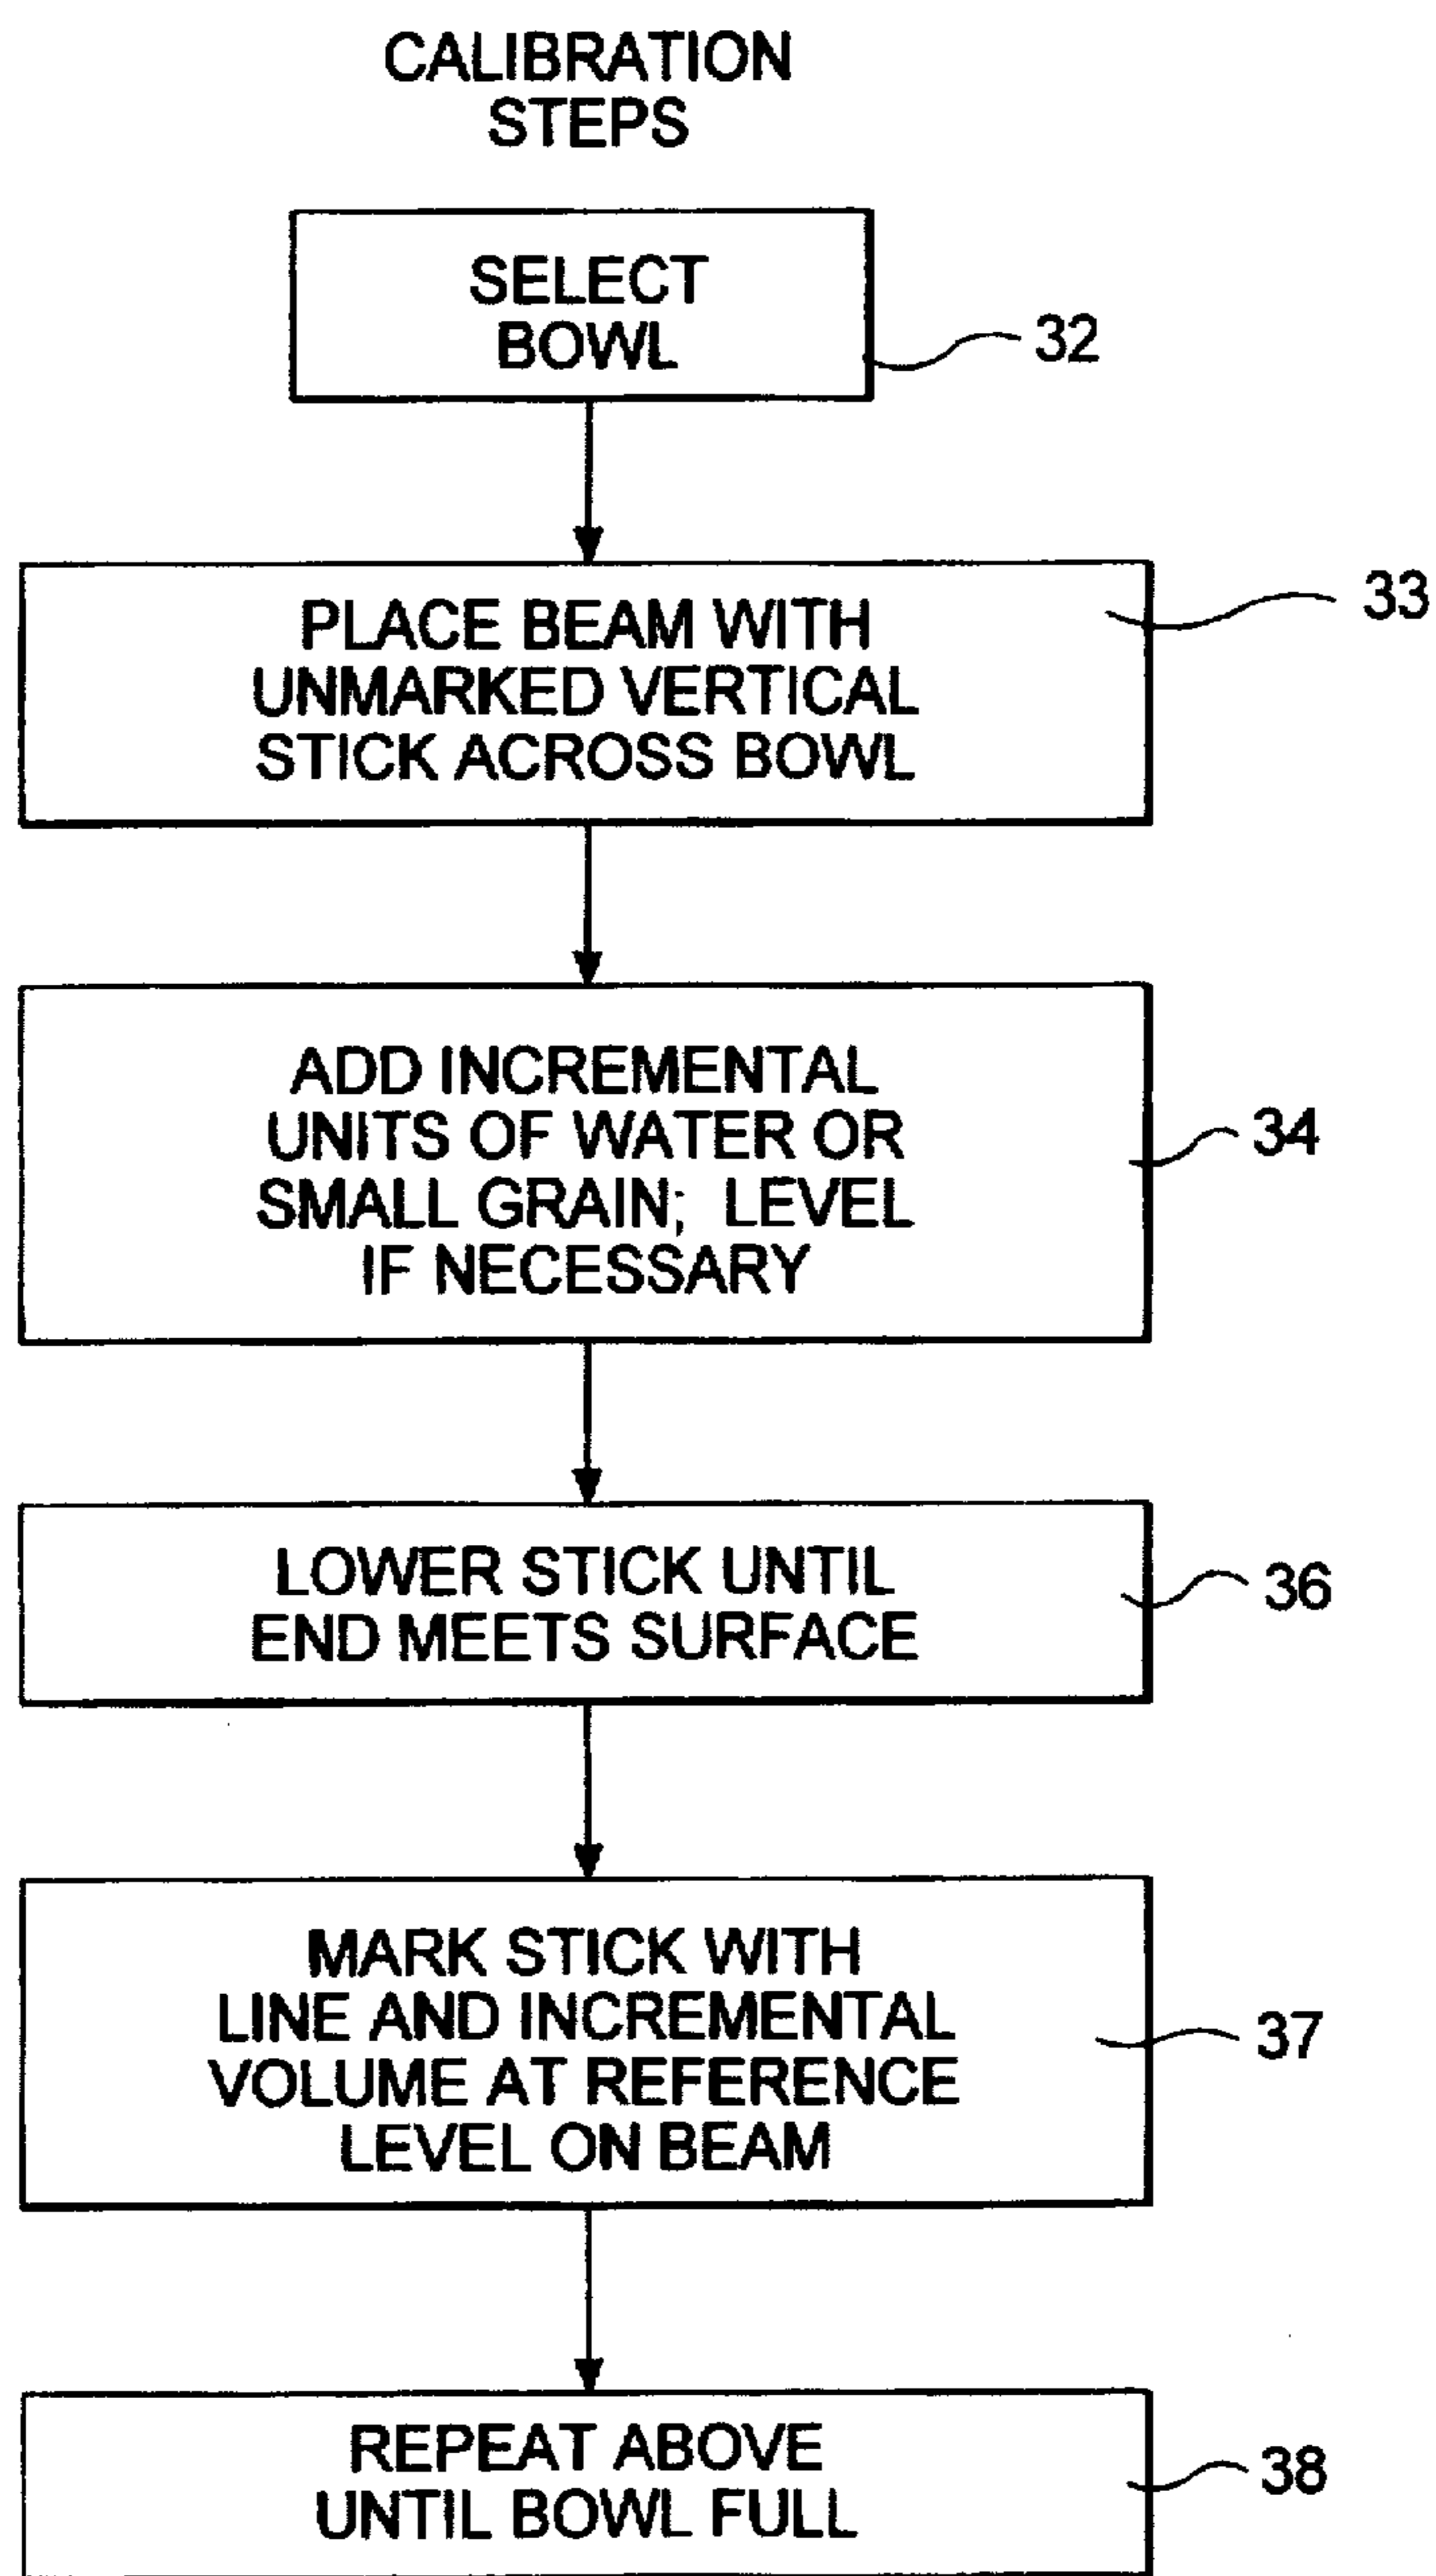 CALIBRATION
STEPS
SELECT
BOWL
32
PLACE BEAM WITH
UNMARKED VERTICAL
STICK ACROSS BOWL
33
ADD INCREMENTAL
UNITS OF WATER OR
SMALL GRAIN; LEVEL
IF NECESSARY
34
LOWER STICK UNTIL
END MEETS SURFACE
36
MARK STICK WITH
LINE AND INCREMENTAL
VOLUME AT REFERENCE
LEVEL ON BEAM
37
REPEAT ABOVE
UNTIL BOWL FULL
38